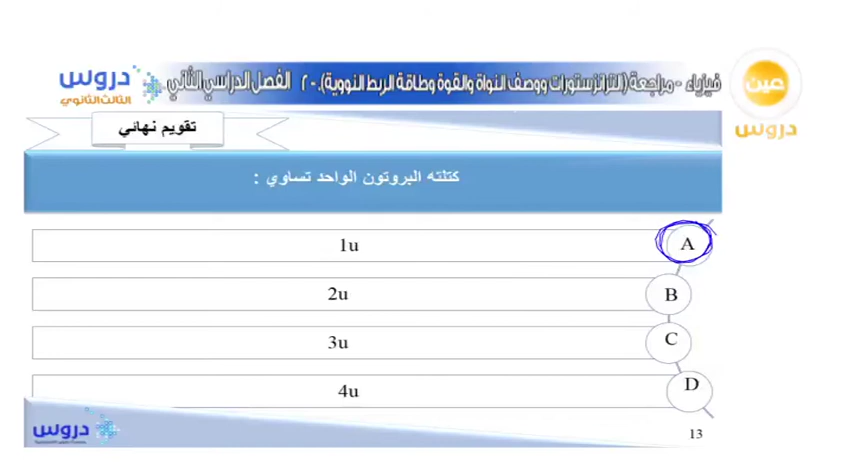 فيزياء - مراجعة (الترانزستورات ووصف النواة والقوة وطاقة الربط النووية).٢٠ الفصل الدراسي الثاني
دروس
الثالث الثانوي
عين
دروس
تقويم نهائي
كتلته البروتون الواحد تساوي :
A 1u
B 2u
C 3u
D 4u
دروس
13